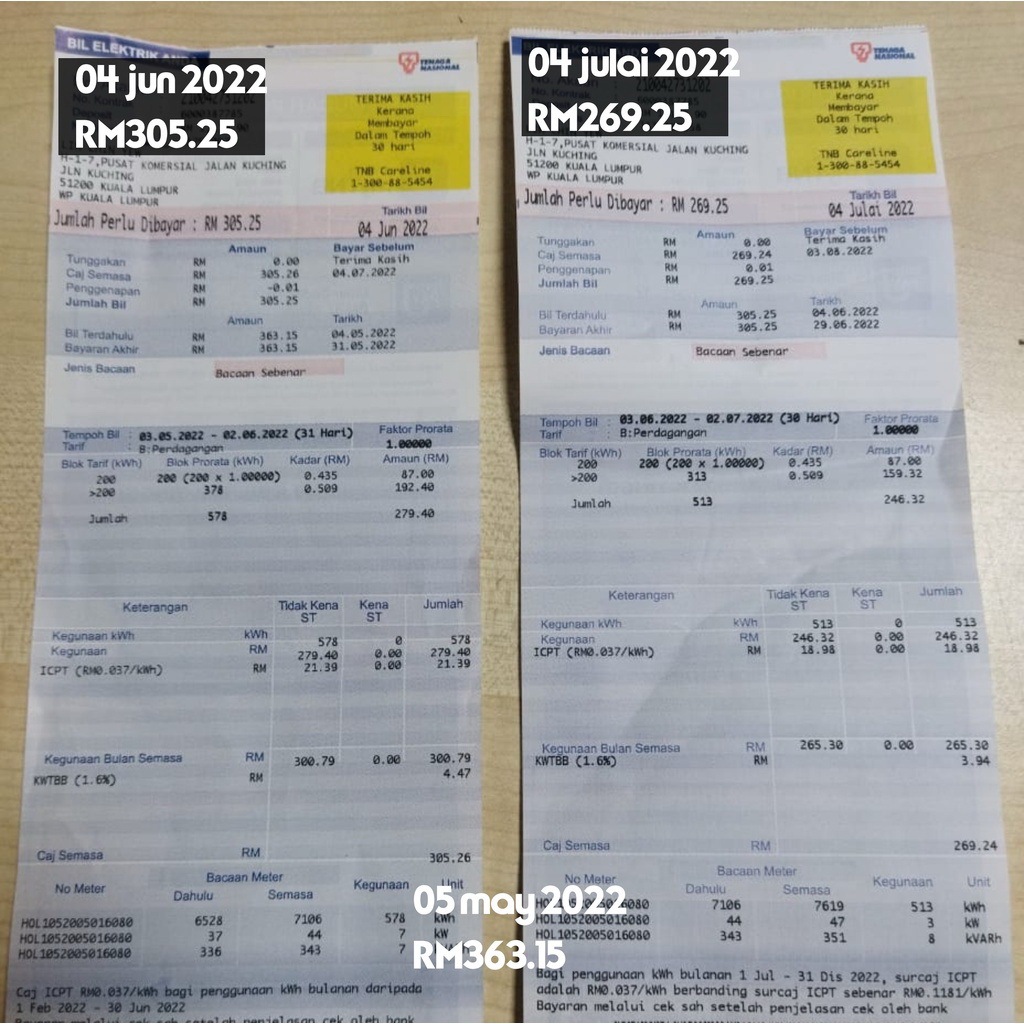 BIL ELEKTRIK
TENAGA
NASIONAL
04 jun 2022
RM305.25
TERIMA KASIH
Kerana
Membayar
Dalam Tempoh
30 hari
TNB Careline
1-300-88-5454
H-1-7,PUSAT KOMERSIAL JALAN KUCHING
JLN KUCHING
51200 KUALA LUMPUR
WP KUALA LUMPUR
Jumlah Perlu Dibayar : RM 305.25
Tarikh Bil
04 Jun 2022
Amaun Bayar Sebelum
Tunggakan RM 0.00 Terima Kasih
Caj Semasa RM 305.26 04.07.2022
Penggenapan RM -0.01
Jumlah Bil RM 305.25
Amaun Tarikh
Bil Terdahulu RM 363.15 04.05.2022
Bayaran Akhir RM 363.15 31.05.2022
Jenis Bacaan Bacaan Sebenar
Tempoh Bil : 03.05.2022 - 02.06.2022 (31 Hari) Faktor Prorata
Tarif : B:Perdagangan 1.00000
Blok Tarif (kWh) Blok Prorata (kWh) Kadar (RM) Amaun (RM)
200 200 (200 x 1.00000) 0.435 87.00
>200 378 0.509 192.40
Jumlah 578 279.40
Keterangan Tidak Kena ST Kena ST Jumlah
Kegunaan kWh kWh 578 0 578
Kegunaan RM 279.40 0.00 279.40
ICPT (RM0.037/kWh) RM 21.39 0.00 21.39
Kegunaan Bulan Semasa RM 300.79 0.00 300.79
KWTBB (1.6%) RM 4.47
Caj Semasa RM 305.26
No Meter Bacaan Meter Kegunaan Unit
Dahulu Semasa
HOL1052005016080 6528 7106 578 kWh
HOL1052005016080 37 44 7 kW
HOL1052005016080 336 343 7
Caj ICPT RM0.037/kWh bagi penggunaan kWh bulanan daripada
1 Feb 2022 - 30 Jun 2022
Bayaran melalui cek sah setelah penjelasan cek oleh bank
TENAGA
NASIONAL
04 julai 2022
RM269.25
TERIMA KASIH
Kerana
Membayar
Dalam Tempoh
30 hari
TNB Careline
1-300-88-5454
H-1-7,PUSAT KOMERSIAL JALAN KUCHING
JLN KUCHING
51200 KUALA LUMPUR
WP KUALA LUMPUR
Jumlah Perlu Dibayar : RM 269.25
Tarikh Bil
04 Julai 2022
Amaun Bayar Sebelum
Tunggakan RM 0.00 Terima Kasih
Caj Semasa RM 269.24 03.08.2022
Penggenapan RM 0.01
Jumlah Bil RM 269.25
Amaun Tarikh
Bil Terdahulu RM 305.25 04.06.2022
Bayaran Akhir RM 305.25 29.06.2022
Jenis Bacaan Bacaan Sebenar
Tempoh Bil : 03.06.2022 - 02.07.2022 (30 Hari) Faktor Prorata
Tarif : B:Perdagangan 1.00000
Blok Tarif (kWh) Blok Prorata (kWh) Kadar (RM) Amaun (RM)
200 200 (200 x 1.00000) 0.435 87.00
>200 313 0.509 159.32
Jumlah 513 246.32
Keterangan Tidak Kena ST Kena ST Jumlah
Kegunaan kWh kWh 513 0 513
Kegunaan RM 246.32 0.00 246.32
ICPT (RM0.037/kWh) RM 18.98 0.00 18.98
Kegunaan Bulan Semasa RM 265.30 0.00 265.30
KWTBB (1.6%) RM 3.94
Caj Semasa RM 269.24
No Meter Bacaan Meter Kegunaan Unit
Dahulu Semasa
7106 7619 513 kWh
HOL1052005016080 44 47 3 kW
HOL1052005016080 343 351 8 kVARh
Bagi penggunaan kWh bulanan 1 Jul - 31 Dis 2022, surcaj ICPT
adalah RM0.037/kWh berbanding surcaj ICPT sebenar RM0.1181/kWh
Bayaran melalui cek sah setelah penjelasan cek oleh bank
05 may 2022
RM363.15